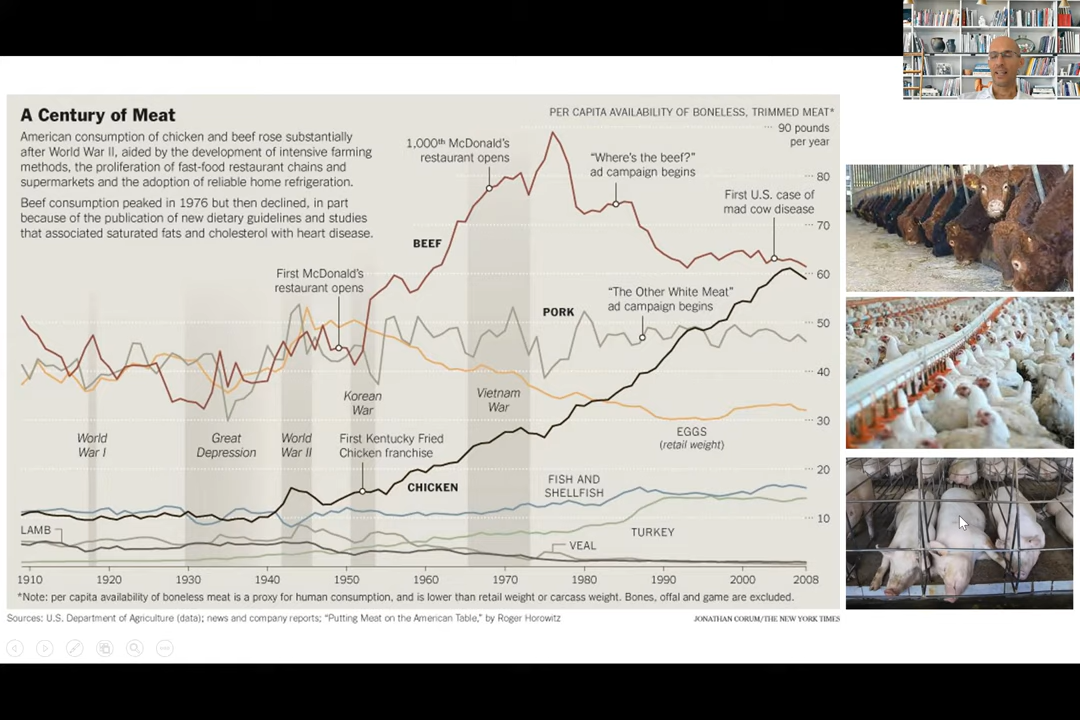 A Century of Meat
American consumption of chicken and beef rose substantially
after World War II, aided by the development of intensive farming
methods, the proliferation of fast-food restaurant chains and
supermarkets and the adoption of reliable home refrigeration.
Beef consumption peaked in 1976 but then declined, in part
because of the publication of new dietary guidelines and studies
that associated saturated fats and cholesterol with heart disease.
PER CAPITA AVAILABILITY OF BONELESS, TRIMMED MEAT*
90 pounds
per year
1,000th McDonald's
restaurant opens
"Where's the beef?"
ad campaign begins
80
First U.S. case of
mad cow disease
70
BEEF
First McDonald's
restaurant opens
60
"The Other White Meat"
ad campaign begins
PORK
50
40
Korean
War
Vietnam
War
30
World
War I
Great
Depression
World
War II
First Kentucky Fried
Chicken franchise
EGGS
(retail weight)
20
CHICKEN
FISH AND
SHELLFISH
10
LAMB
TURKEY
VEAL
1910 1920 1930 1940 1950 1960 1970 1980 1990 2000 2008
*Note: per capita availability of boneless meat is a proxy for human consumption, and is lower than retail weight or carcass weight. Bones, offal and game are excluded.
Sources: U.S. Department of Agriculture (data); news and company reports; "Putting Meat on the American Table," by Roger Horowitz
JONATHAN CORUM/THE NEW YORK TIMES